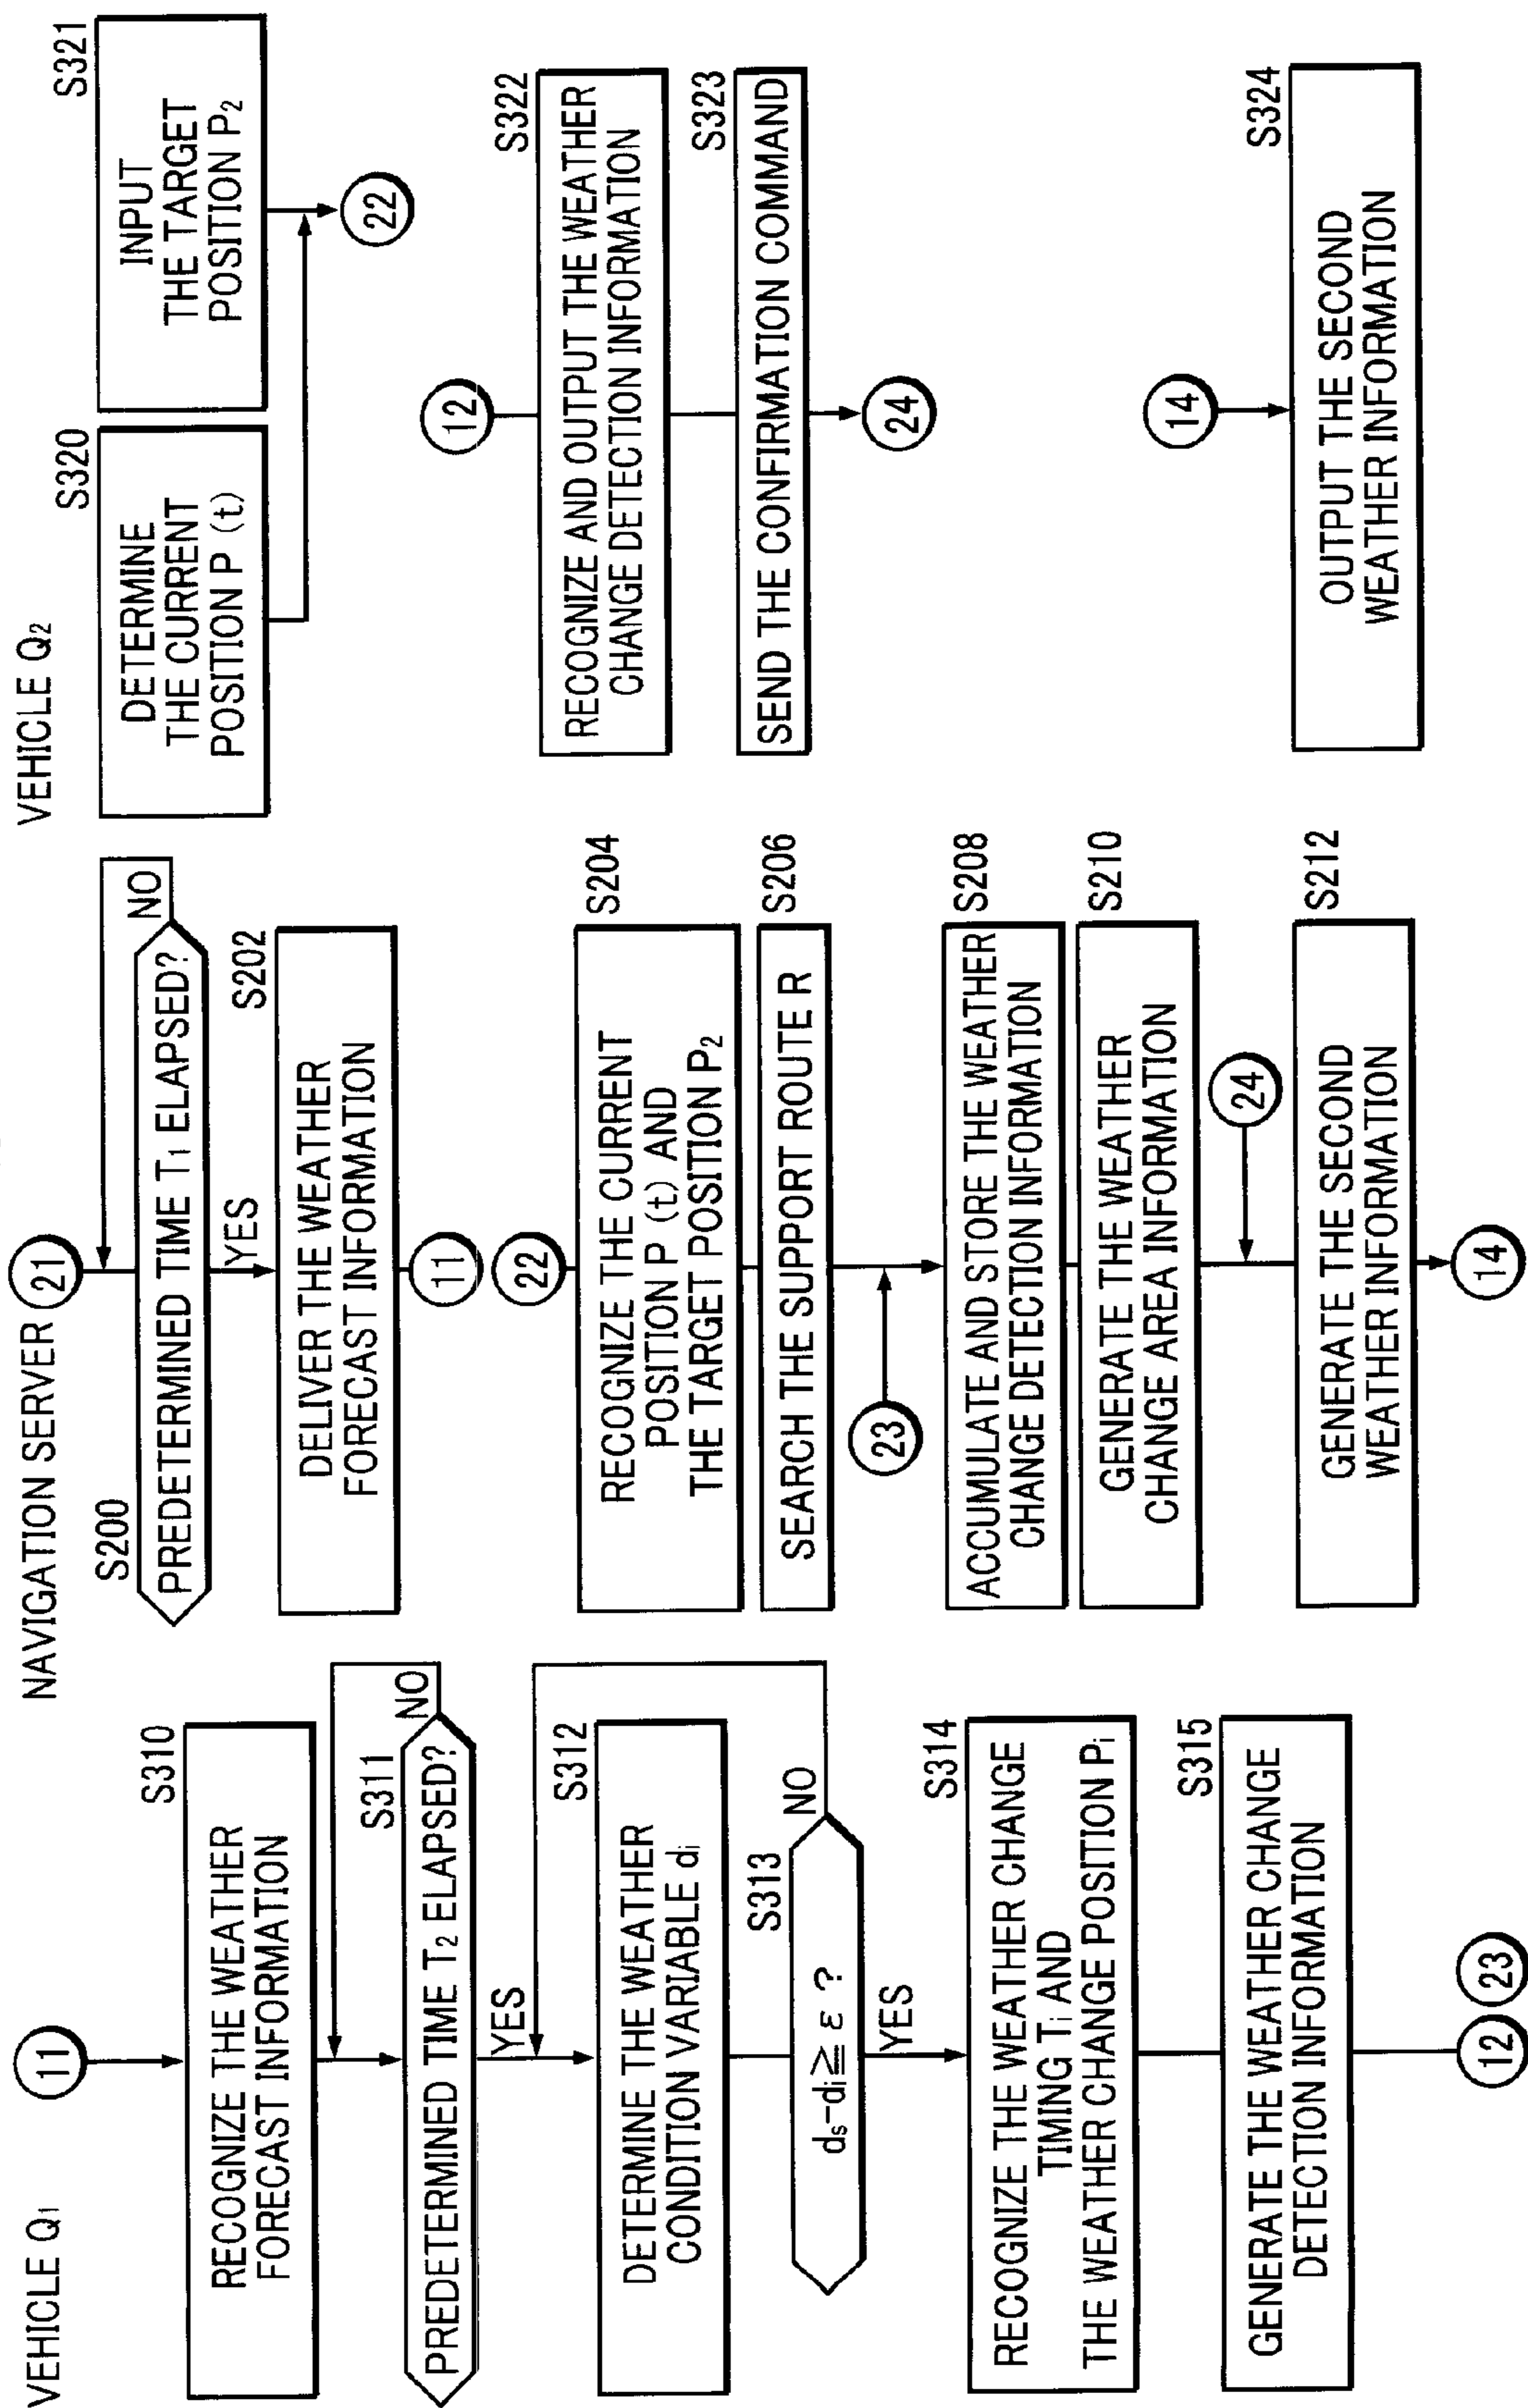 VEHICLE Q1
11
S310
RECOGNIZE THE WEATHER
FORECAST INFORMATION
S311
PREDETERMINED TIME T2 ELAPSED?
NO
YES
S312
DETERMINE THE WEATHER
CONDITION VARIABLE di
S313
ds-di≧ ε ?
NO
YES
S314
RECOGNIZE THE WEATHER CHANGE
TIMING Ti AND
THE WEATHER CHANGE POSITION Pi
S315
GENERATE THE WEATHER CHANGE
DETECTION INFORMATION
12 23
NAVIGATION SERVER 21
S200
PREDETERMINED TIME T1 ELAPSED?
NO
YES
S202
DELIVER THE WEATHER
FORECAST INFORMATION
11
22
S204
RECOGNIZE THE CURRENT
POSITION P (t) AND
THE TARGET POSITION P2
S206
SEARCH THE SUPPORT ROUTE R
23
S208
ACCUMULATE AND STORE THE WEATHER
CHANGE DETECTION INFORMATION
S210
GENERATE THE WEATHER
CHANGE AREA INFORMATION
24
S212
GENERATE THE SECOND
WEATHER INFORMATION
14
VEHICLE Q2
S320
DETERMINE
THE CURRENT
POSITION P (t)
S321
INPUT
THE TARGET
POSITION P2
22
12
S322
RECOGNIZE AND OUTPUT THE WEATHER
CHANGE DETECTION INFORMATION
S323
SEND THE CONFIRMATION COMMAND
24
14
S324
OUTPUT THE SECOND
WEATHER INFORMATION